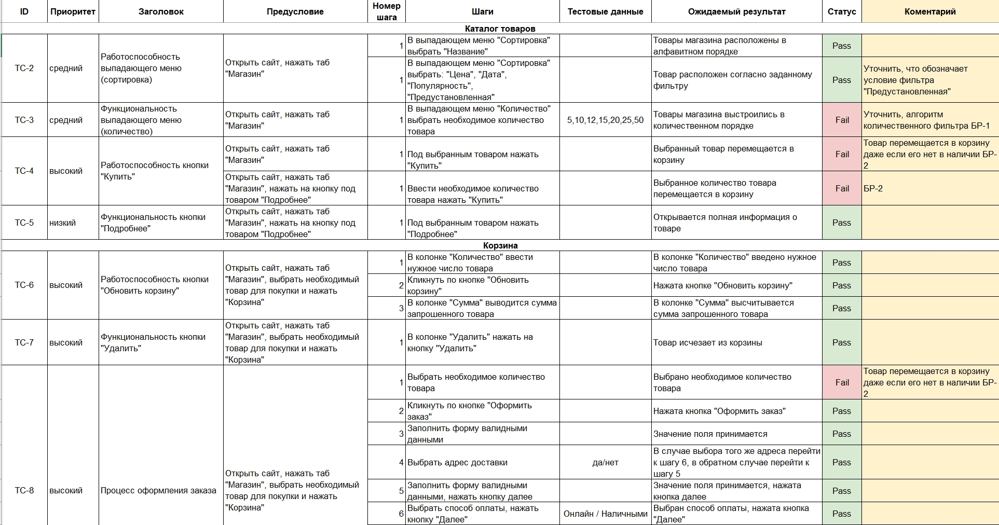 ID Приоритет Заголовок Предусловие Номер шага Шаги Тестовые данные Ожидаемый результат Статус Коментарий
Каталог товаров
ТС-2
средний
Работоспособность
выпадающего меню
(сортировка)
Открыть сайт, нажать таб
"Магазин"
1
В выпадающем меню "Сортировка"
выбрать "Название"
Товары магазина расположены в
алфавитном порядке
Pass
1
В выпадающем меню "Сортировка"
выбрать: "Цена", "Дата",
"Популярность",
"Предустановленная"
Товар расположен согласно заданному
фильтру
Pass
Уточнить, что обозначает
условие фильтра
"Предустановленная"
ТС-3
средний
Функциональность
выпадающего меню
(количество)
Открыть сайт, нажать таб
"Магазин"
1
В выпадающем меню "Количество"
выбрать необходимое количество
товара
5,10,12,15,20,25,50
Товары магазина выстроились в
количественном порядке
Fail
Уточнить, алгоритм
количественного фильтра БР-1
ТС-4
высокий
Работоспособность кнопки
"Купить"
Открыть сайт, нажать таб
"Магазин"
1
Под выбранным товаром нажать
"Купить"
Выбранный товар перемещается в
корзину
Fail
Товар перемещается в корзину
даже если его нет в наличии БР-
2
Открыть сайт, нажать таб
"Магазин", нажать на кнопку под
товаром "Подробнее"
1
Ввести необходимое количество
товара нажать "Купить"
Выбранное количество товара
перемещается в корзину
Fail
БР-2
ТС-5
низкий
Функциональность кнопки
"Подробнее"
Открыть сайт, нажать таб
"Магазин", нажать на кнопку под
товаром "Подробнее"
1
Под выбранным товаром нажать
"Подробнее"
Открывается полная информация о
товаре
Pass
Корзина
ТС-6
высокий
Работоспособность кнопки
"Обновить корзину"
Открыть сайт, нажать таб
"Магазин", выбрать необходимый
товар для покупки и нажать
"Корзина"
1
В колонке "Количество" ввести
нужное число товара
В колонке "Количество" введено нужное
число товара
Pass
2
Кликнуть по кнопке "Обновить
корзину"
Нажата кнопке "Обновить корзину"
Pass
3
В колонке "Сумма" выводится сумма
запрошенного товара
В колонке "Сумма" высчитывается
сумма запрошенного товара
Pass
ТС-7
высокий
Функциональность кнопки
"Удалить"
Открыть сайт, нажать таб
"Магазин", выбрать необходимый
товар для покупки и нажать
"Корзина"
1
В колонке "Удалить" нажать на
кнопку "Удалить"
Товар исчезает из корзины
Pass
ТС-8
высокий
Процесс оформления заказа
Открыть сайт, нажать таб
"Магазин", выбрать необходимый
товар для покупки и нажать
"Корзина"
1
Выбрать необходимое количество
товара
Выбрано необходимое количество
товара
Fail
Товар перемещается в корзину
даже если его нет в наличии БР-
2
2
Кликнуть по кнопке "Оформить
заказ"
Нажата кнопка "Оформить заказ"
Pass
3
Заполнить форму валидными
данными
Значение поля принимается
Pass
4
Выбрать адрес доставки
да/нет
В случае выбора того же адреса перейти
к шагу 6, в обратном случае перейти к
шагу 5
Pass
5
Заполнить форму валидными
данными, нажать кнопку далее
Значение поля принимается, нажата
кнопка далее
Pass
6
Выбрать способ оплаты, нажать
кнопку "Далее"
Онлайн / Наличными
Выбран способ оплаты, нажата кнопка
"Далее"
Pass